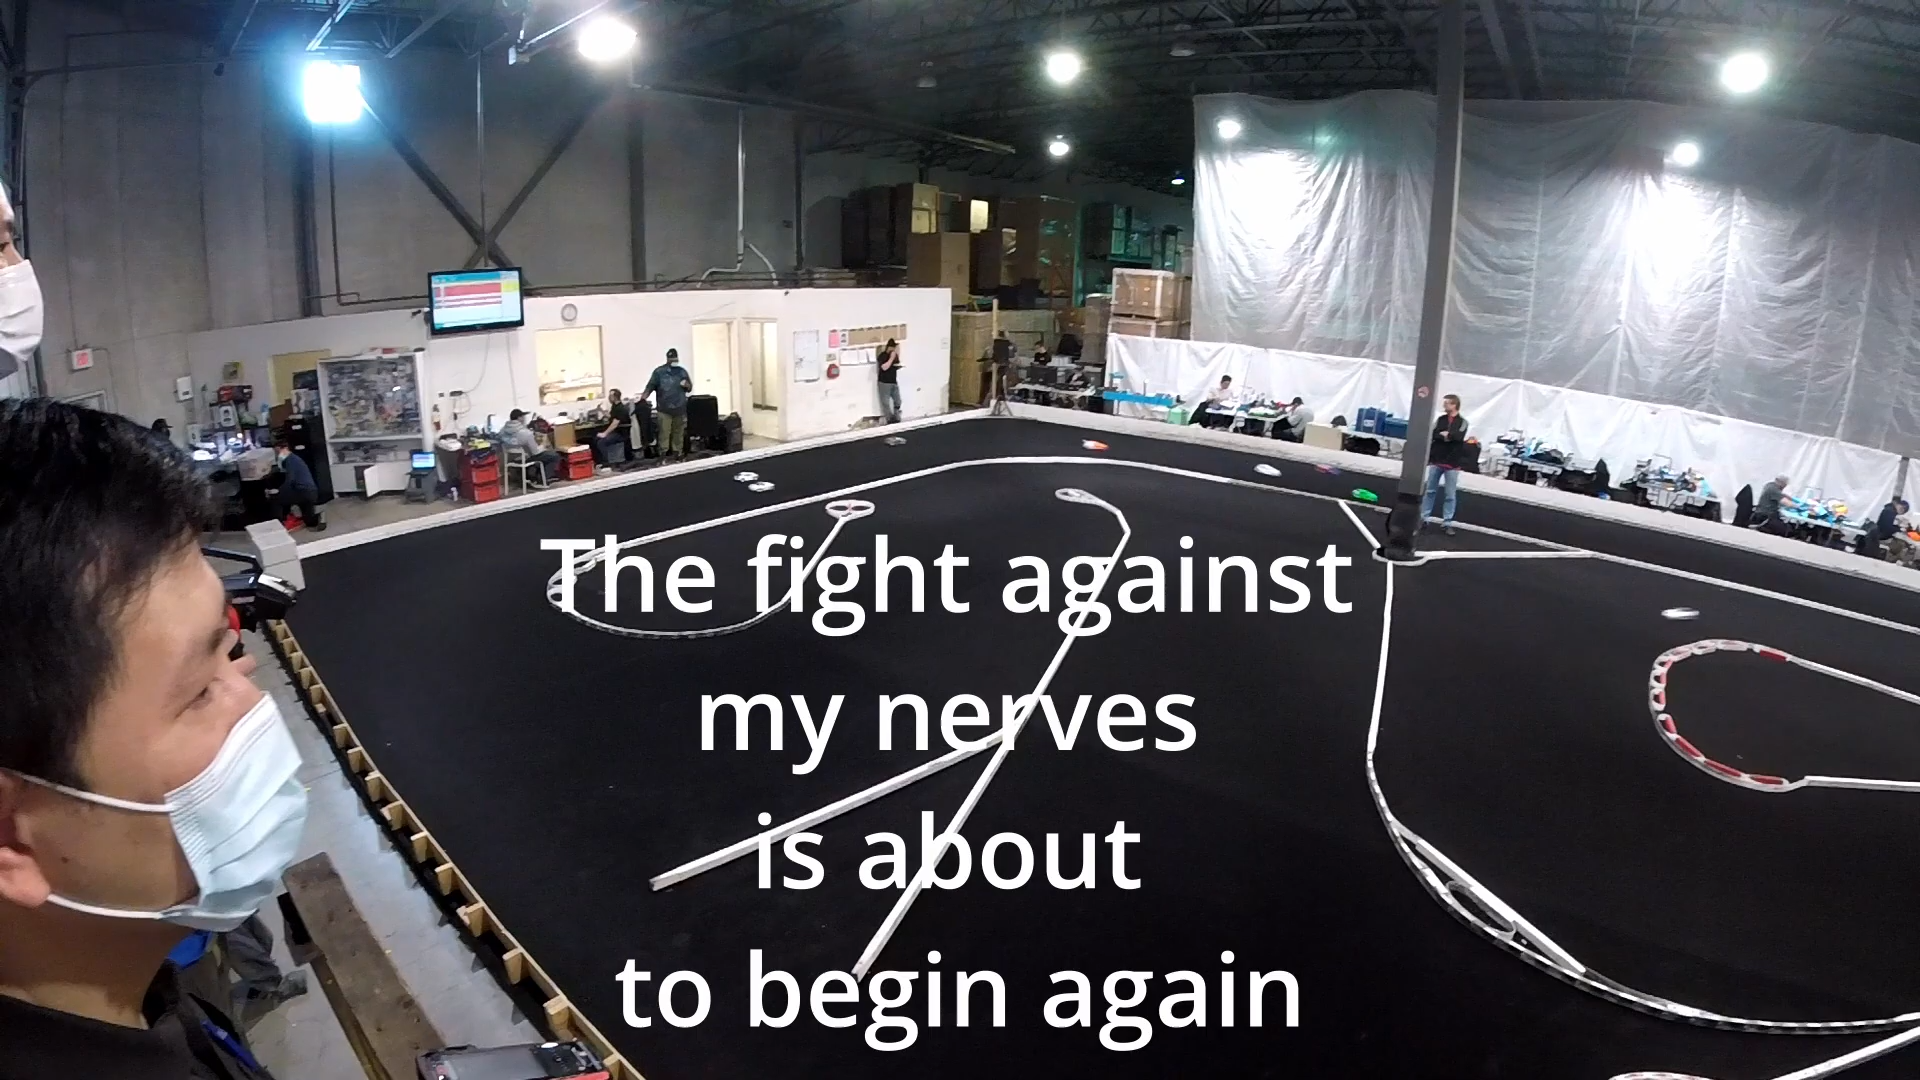 The fight against
my nerves
is about
to begin again